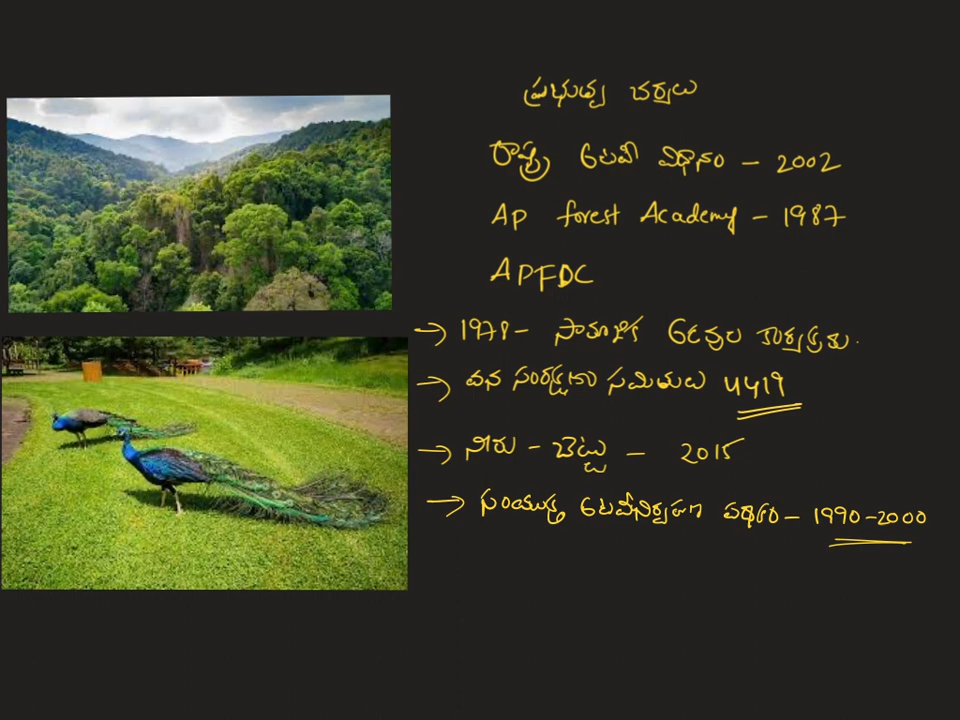 ప్రభుత్వ చర్యలు
రాష్ట్ర అటవీ విధానం - 2002
Ap forest Academy - 1987
APFDC
→ 1978 - సామాజిక అడవుల కార్యక్రమ.
→ వన సంరక్షణా సమితులు 4419
→ నీరు - చెట్టు - 2015
→ సంయుక్త అటవీనిర్వహణ పథకం - 1990-2000